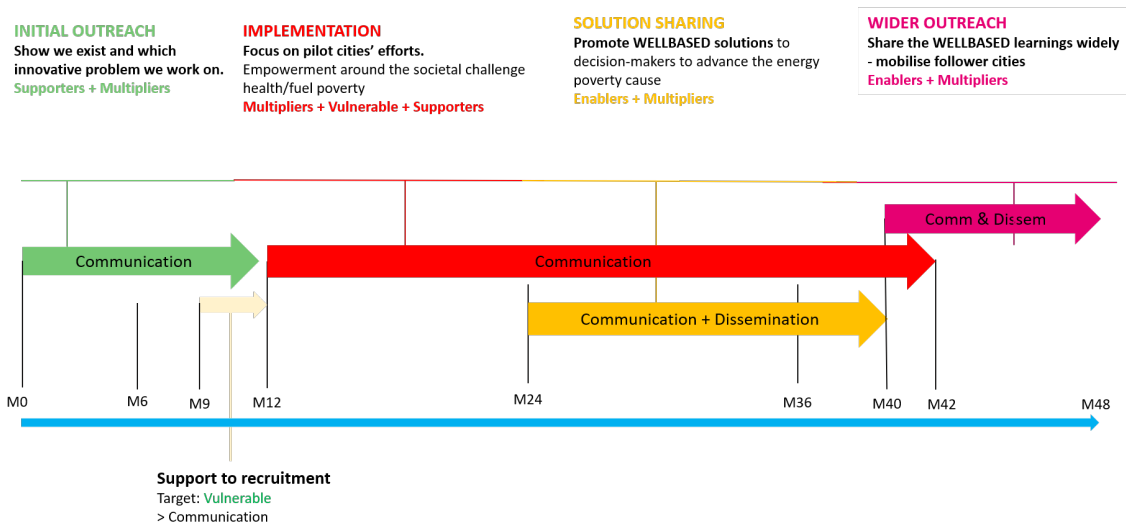 INITIAL OUTREACH
Show we exist and which
innovative problem we work on.
Supporters + Multipliers
IMPLEMENTATION
Focus on pilot cities’ efforts.
Empowerment around the societal challenge
health/fuel poverty
Multipliers + Vulnerable + Supporters
SOLUTION SHARING
Promote WELLBASED solutions to
decision-makers to advance the energy
poverty cause
Enablers + Multipliers
WIDER OUTREACH
Share the WELLBASED learnings widely
- mobilise follower cities
Enablers + Multipliers
Comm & Dissem
Communication
Communication
Communication + Dissemination
M0
M6
M9
M12
M24
M36
M40
M42
M48
Support to recruitment
Target: Vulnerable
> Communication